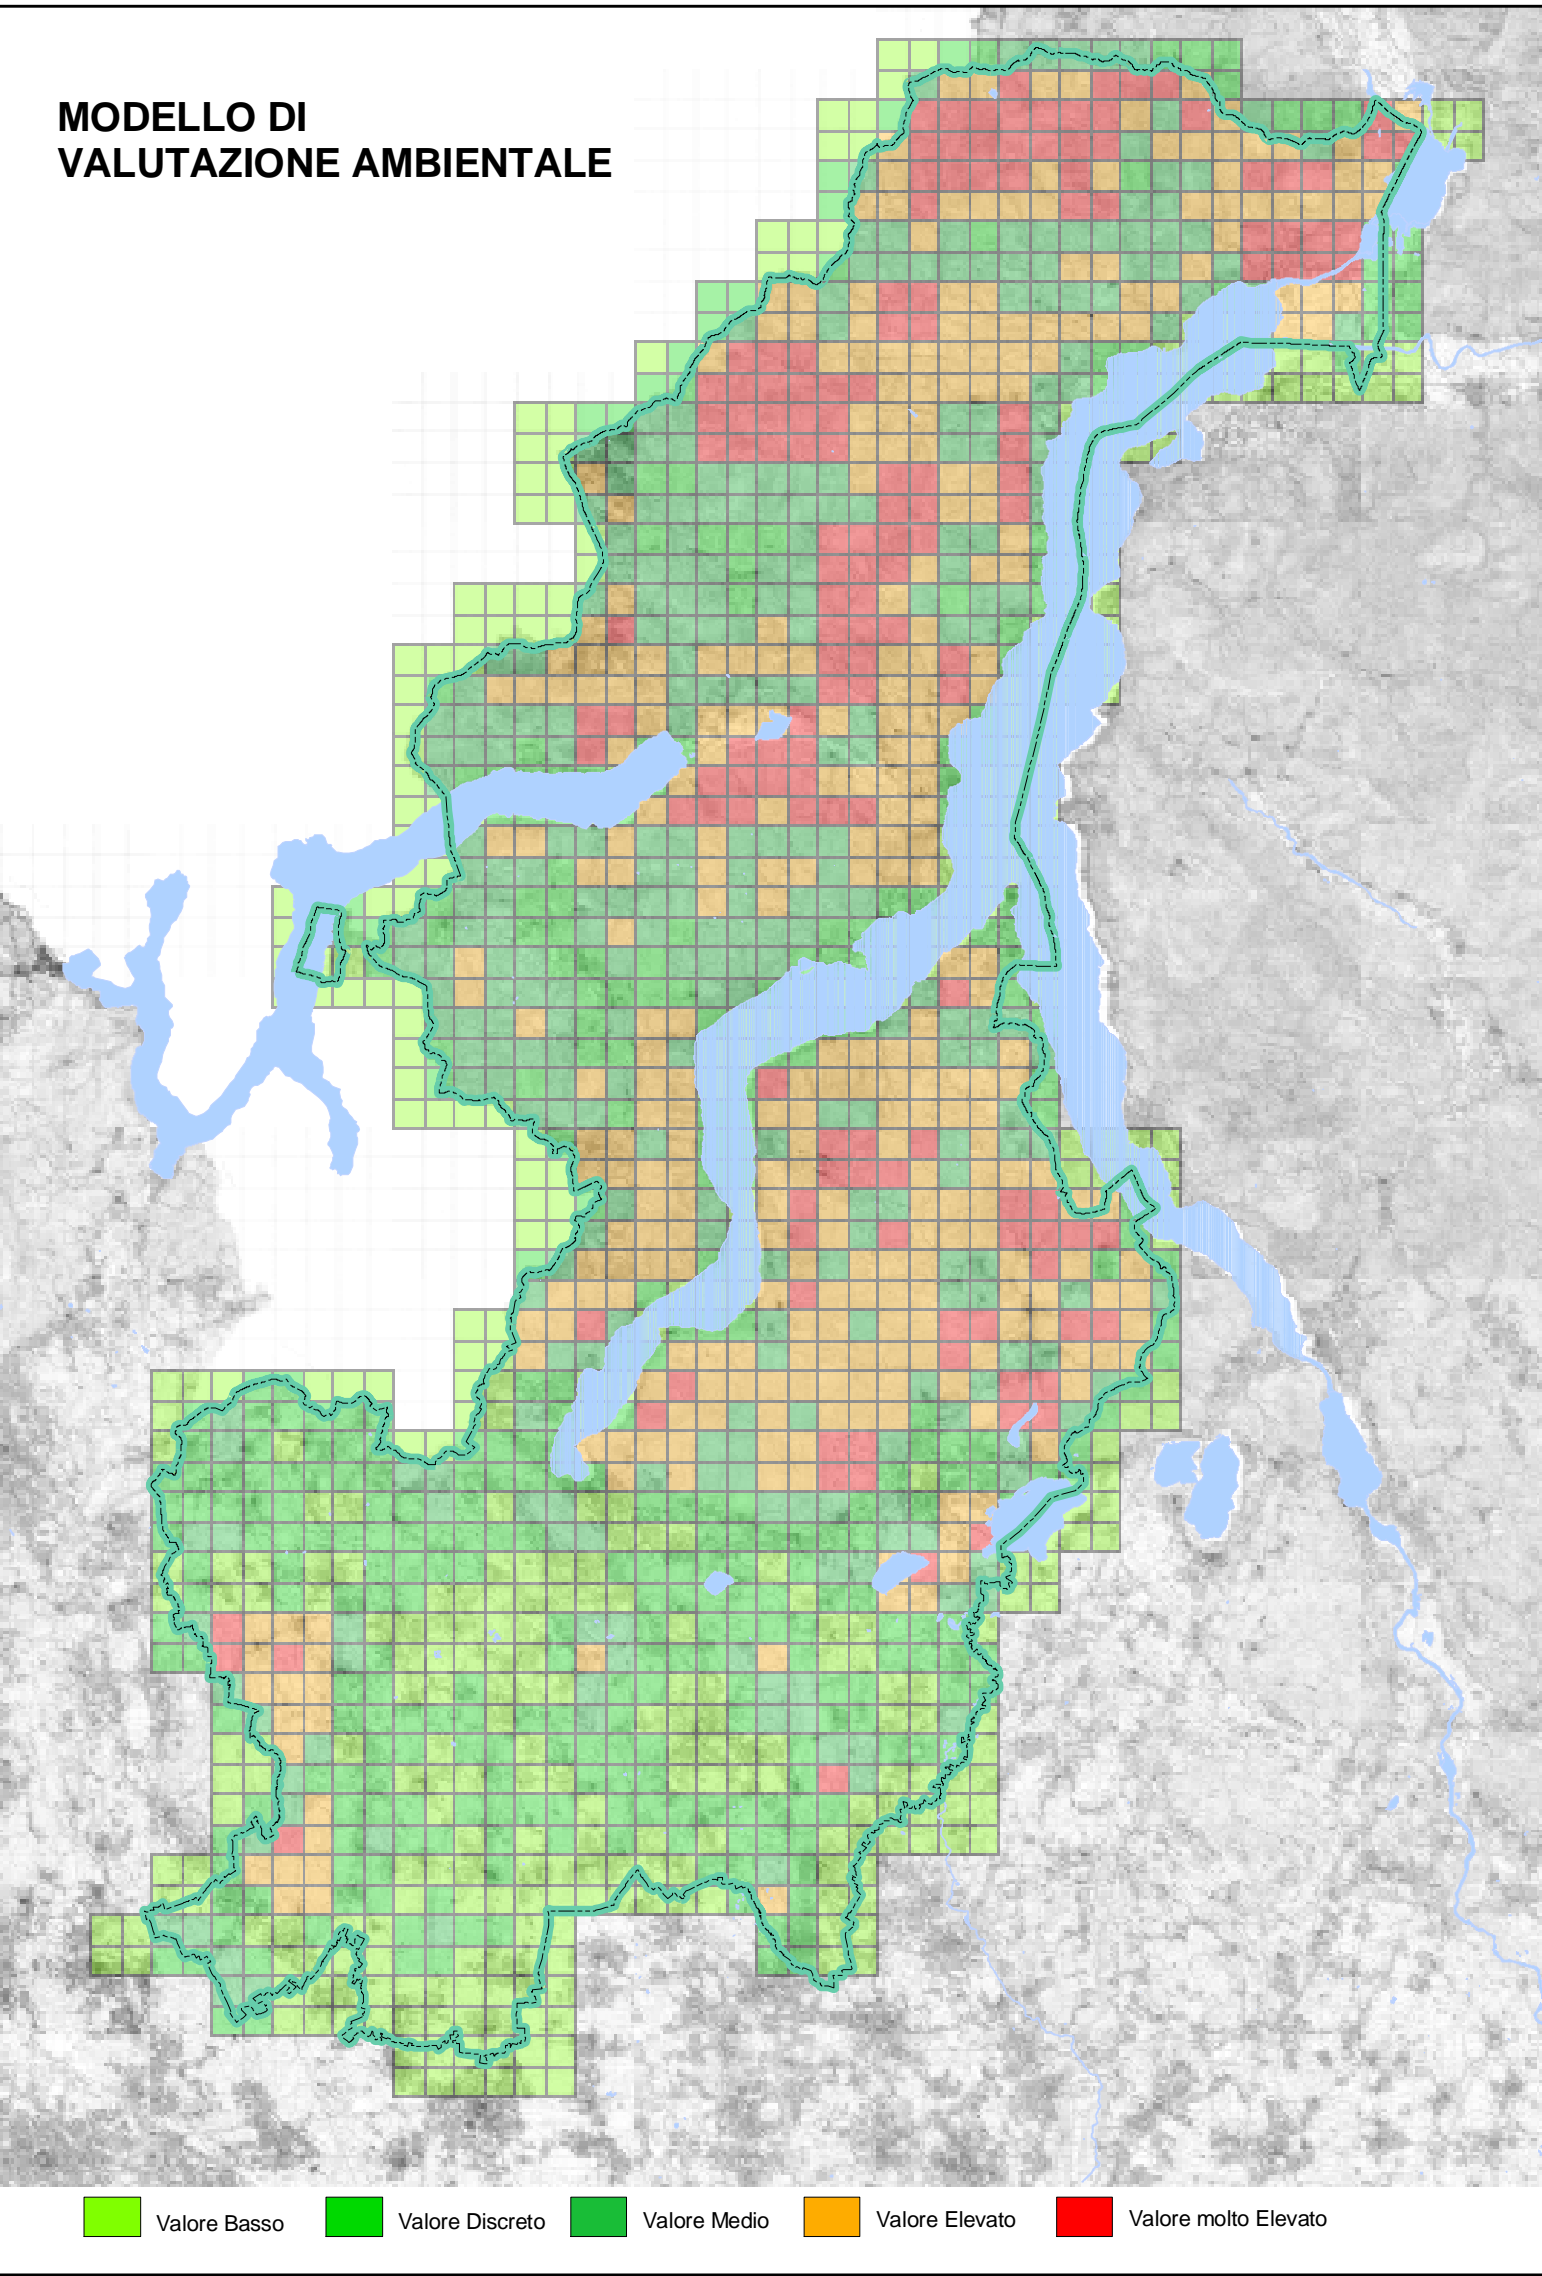 MODELLO DI
VALUTAZIONE AMBIENTALE
Valore Basso
Valore Discreto
Valore Medio
Valore Elevato
Valore molto Elevato